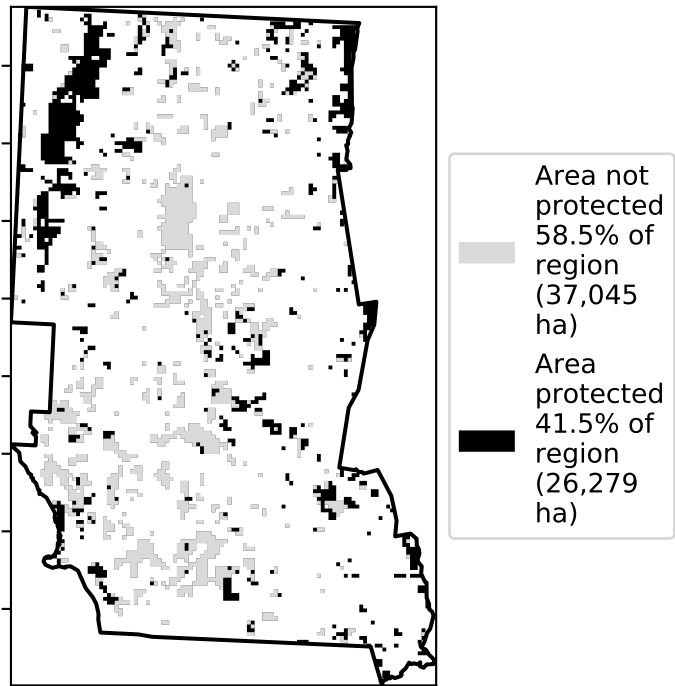 Area not
protected
58.5% of
region
(37,045
ha)
Area
protected
41.5% of
region
(26,279
ha)